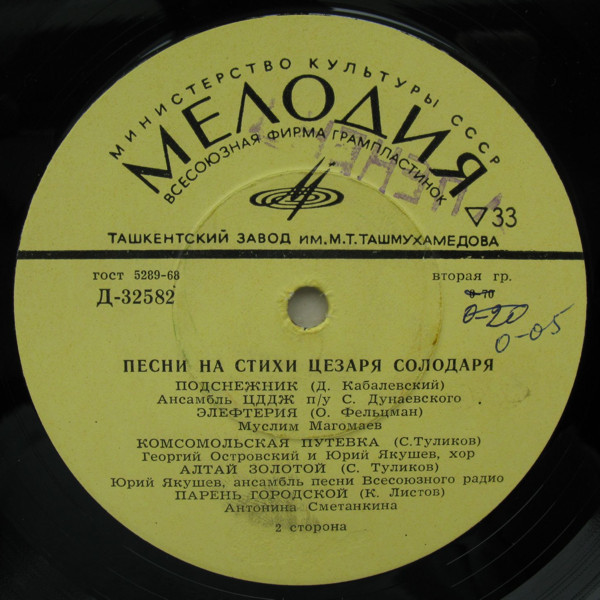 МИНИСТЕРСТВО КУЛЬТУРЫ СССР
МЕЛОДИЯ
ВСЕСОЮЗНАЯ ФИРМА ГРАМПЛАСТИНОК
33
ТАШКЕНТСКИЙ ЗАВОД ИМ. М.Т. ТАШМУХАМЕДОВА
гост 5289-68 вторая гр.
Д-32582 0-70
0-20
0-05
ПЕСНИ НА СТИХИ ЦЕЗАРЯ СОЛОДАРЯ
ПОДСНЕЖНИК (Д. Кабалевский)
Ансамбль ЦДДЖ п/у С. Дунаевского
ЭЛЕФТЕРИЯ (О. Фельцман)
Муслим Магомаев
КОМСОМОЛЬСКАЯ ПУТЕВКА (С.Туликов)
Георгий Островский и Юрий Якушев, хор
АЛТАЙ ЗОЛОТОЙ (С. Туликов)
Юрий Якушев, ансамбль песни Всесоюзного радио
ПАРЕНЬ ГОРОДСКОЙ (К. Листов)
Антонина Сметанкина
2 сторона